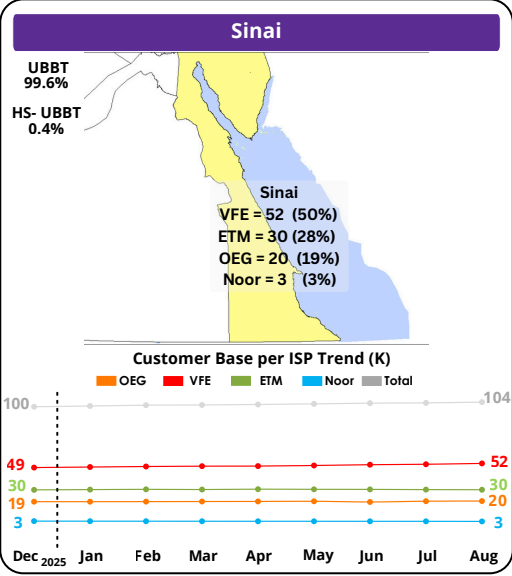 Sinai
UBBT
99.6%
HS- UBBT
0.4%
Sinai
VFE = 52 (50%)
ETM = 30 (28%)
OEG = 20 (19%)
Noor = 3 (3%)
Customer Base per ISP Trend (K)
OEG VFE ETM Noor Total
100 104
49 52
30 30
19 20
3 3
Dec 2025 Jan Feb Mar Apr May Jun Jul Aug